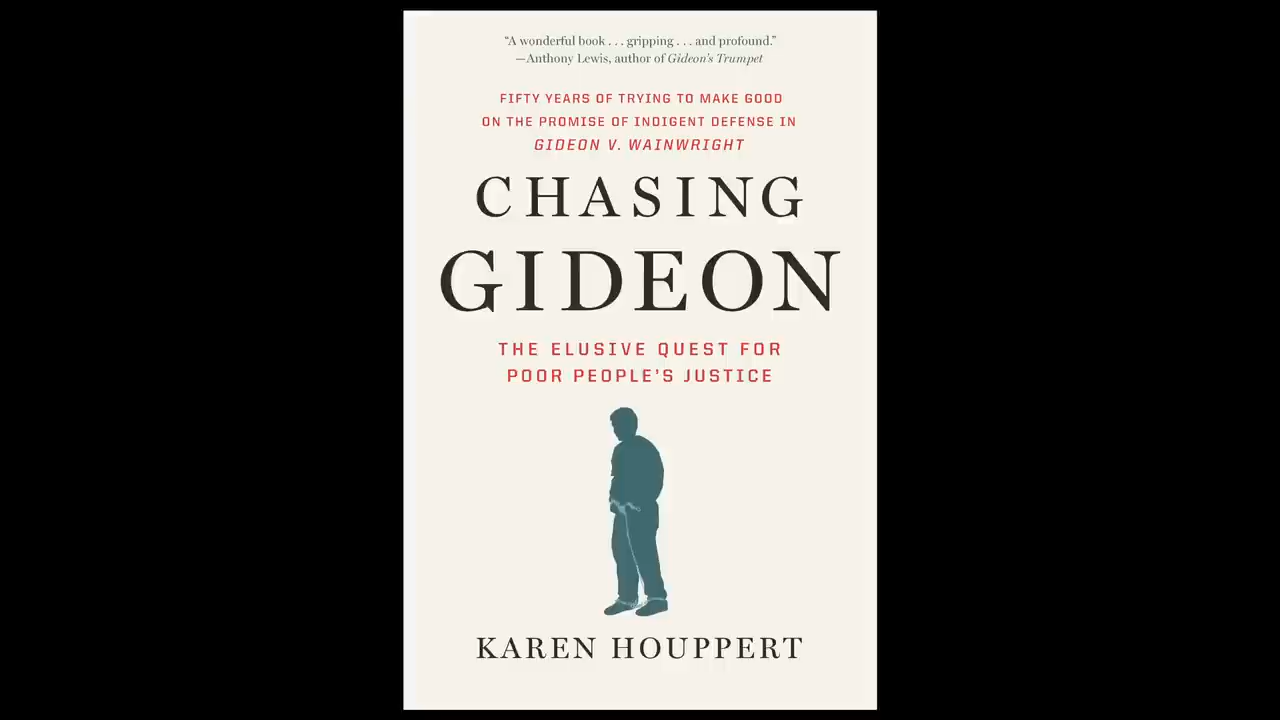 “A wonderful book . . . gripping . . . and profound.”
—Anthony Lewis, author of Gideon’s Trumpet
FIFTY YEARS OF TRYING TO MAKE GOOD
ON THE PROMISE OF INDIGENT DEFENSE IN
GIDEON V. WAINWRIGHT
CHASING
GIDEON
THE ELUSIVE QUEST FOR
POOR PEOPLE’S JUSTICE
KAREN HOUPPERT